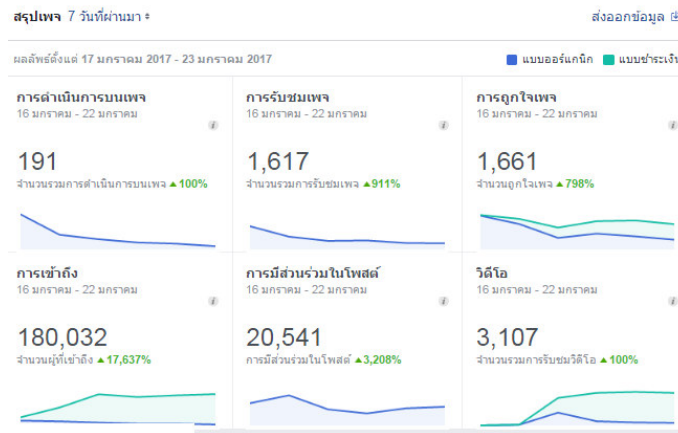 สรุปเพจ 7 วันที่ผ่านมา
ส่งออกข้อมูล
ผลลัพธ์ตั้งแต่ 17 มกราคม 2017 - 23 มกราคม 2017
แบบออร์แกนิก แบบชำระเงิน
การดำเนินการบนเพจ
16 มกราคม - 22 มกราคม
191
จำนวนรวมการดำเนินการบนเพจ ▲100%
การรับชมเพจ
16 มกราคม - 22 มกราคม
1,617
จำนวนรวมการรับชมเพจ ▲911%
การถูกใจเพจ
16 มกราคม - 22 มกราคม
1,661
จำนวนถูกใจเพจ ▲798%
การเข้าถึง
16 มกราคม - 22 มกราคม
180,032
จำนวนผู้ที่เข้าถึง ▲17,637%
การมีส่วนร่วมในโพสต์
16 มกราคม - 22 มกราคม
20,541
การมีส่วนร่วมในโพสต์ ▲3,208%
วิดีโอ
16 มกราคม - 22 มกราคม
3,107
จำนวนรวมการรับชมวิดีโอ ▲100%